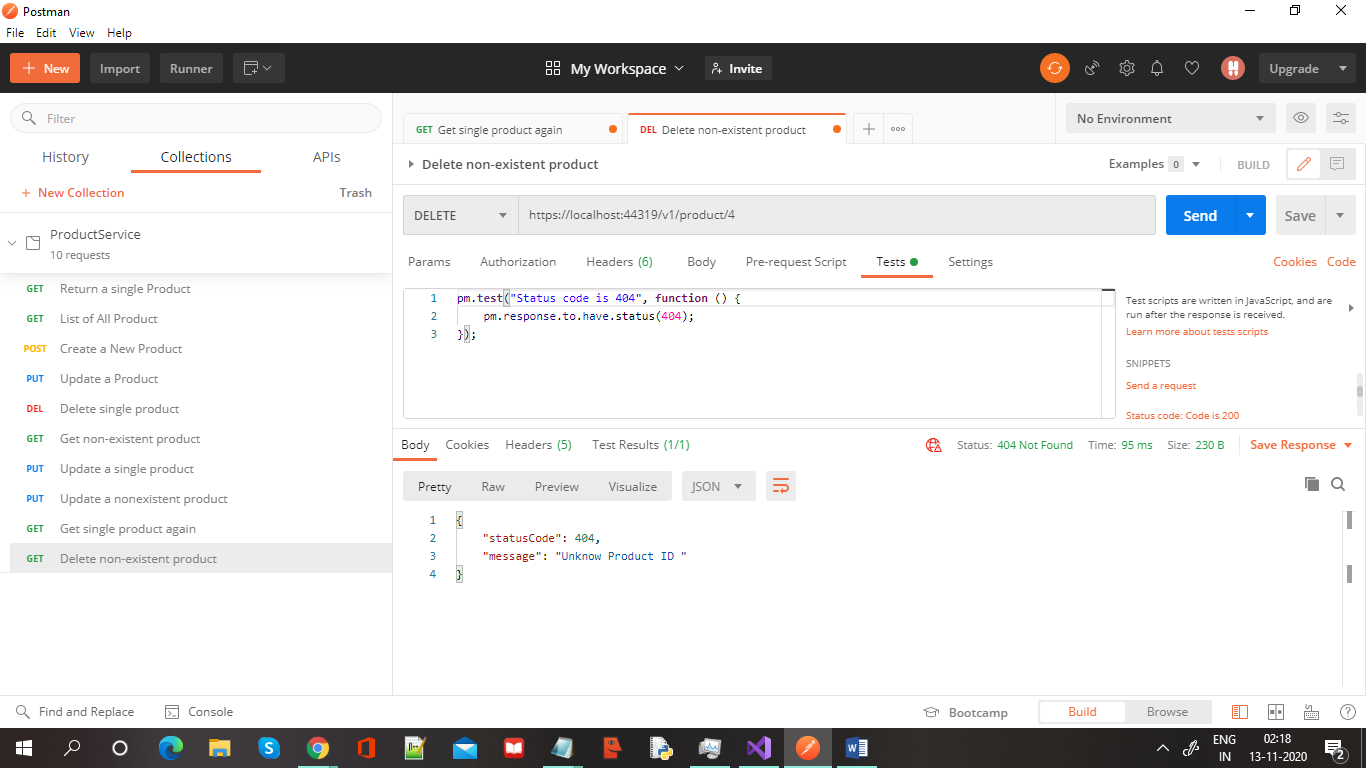 Postman
File Edit View Help
+ New Import Runner My Workspace Invite Upgrade
Filter
History Collections APIs
+ New Collection Trash
ProductService
10 requests
GET Return a single Product
GET List of All Product
POST Create a New Product
PUT Update a Product
DEL Delete single product
GET Get non-existent product
PUT Update a single product
PUT Update a nonexistent product
GET Get single product again
GET Delete non-existent product
GET Get single product again DEL Delete non-existent product + ooo No Environment
Delete non-existent product Examples 0 BUILD
DELETE https://localhost:44319/v1/product/4 Send Save
Params Authorization Headers (6) Body Pre-request Script Tests Settings Cookies Code
1 pm.test("Status code is 404", function () {
2 pm.response.to.have.status(404);
3 });
Test scripts are written in JavaScript, and are
run after the response is received.
Learn more about tests scripts
SNIPPETS
Send a request
Status code: Code is 200
Body Cookies Headers (5) Test Results (1/1) Status: 404 Not Found Time: 95 ms Size: 230 B Save Response
Pretty Raw Preview Visualize JSON
1 {
2 "statusCode": 404,
3 "message": "Unknow Product ID "
4 }
Find and Replace Console Bootcamp Build Browse
ENG 02:18
IN 13-11-2020 2